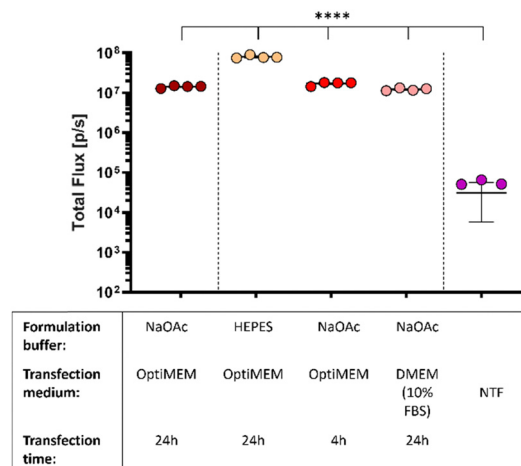 ****
Total Flux [p/s]
10⁸
10⁷
10⁶
10⁵
10⁴
10³
10²
Formulation buffer: NaOAc HEPES NaOAc NaOAc
Transfection medium: OptiMEM OptiMEM OptiMEM DMEM (10% FBS) NTF
Transfection time: 24h 24h 4h 24h